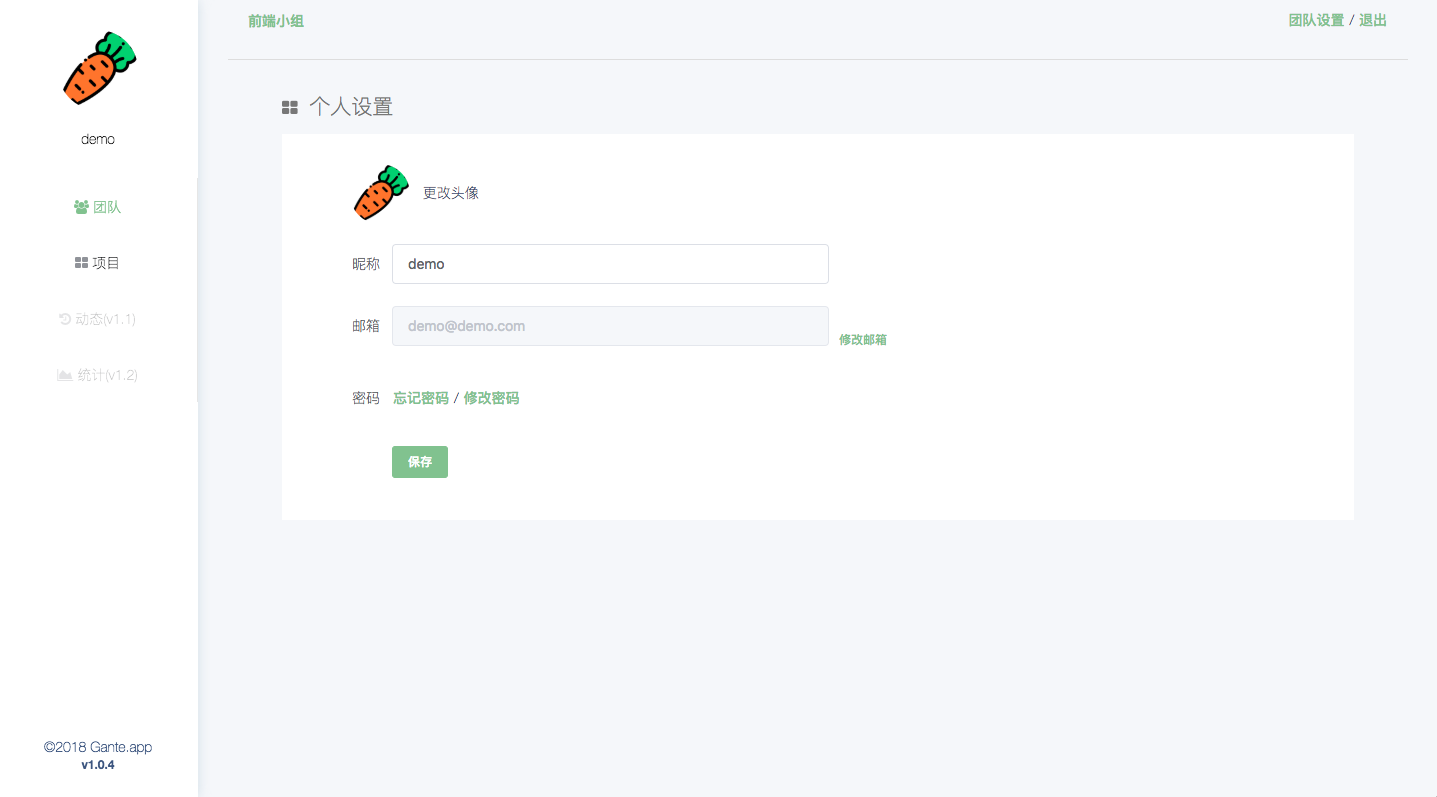 前端小组
团队设置 / 退出
demo
团队
项目
动态(v1.1)
统计(v1.2)
©2018 Gante.app
v1.0.4
个人设置
更改头像
昵称 demo
邮箱 demo@demo.com 修改邮箱
密码 忘记密码 / 修改密码
保存